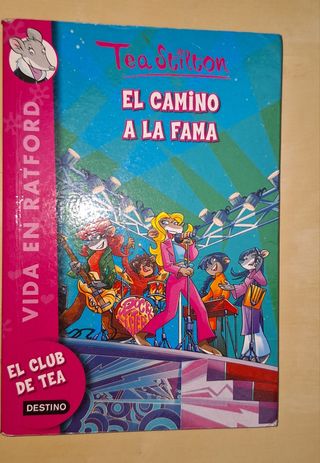 Tea Stilton
EL CAMINO
A LA FAMA
VIDA EN RATFORD
EL CLUB
DE TEA
DESTINO